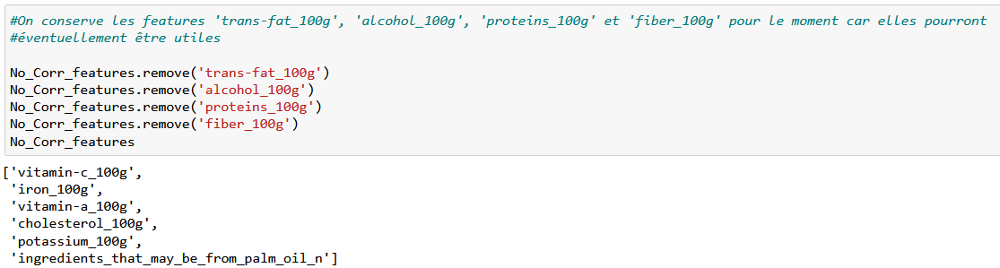 #On conserve les features 'trans-fat_100g', 'alcohol_100g', 'proteins_100g' et 'fiber_100g' pour le moment car elles pourront
#éventuellement être utiles
No_Corr_features.remove('trans-fat_100g')
No_Corr_features.remove('alcohol_100g')
No_Corr_features.remove('proteins_100g')
No_Corr_features.remove('fiber_100g')
No_Corr_features
['vitamin-c_100g',
'iron_100g',
'vitamin-a_100g',
'cholesterol_100g',
'potassium_100g',
'ingredients_that_may_be_from_palm_oil_n']